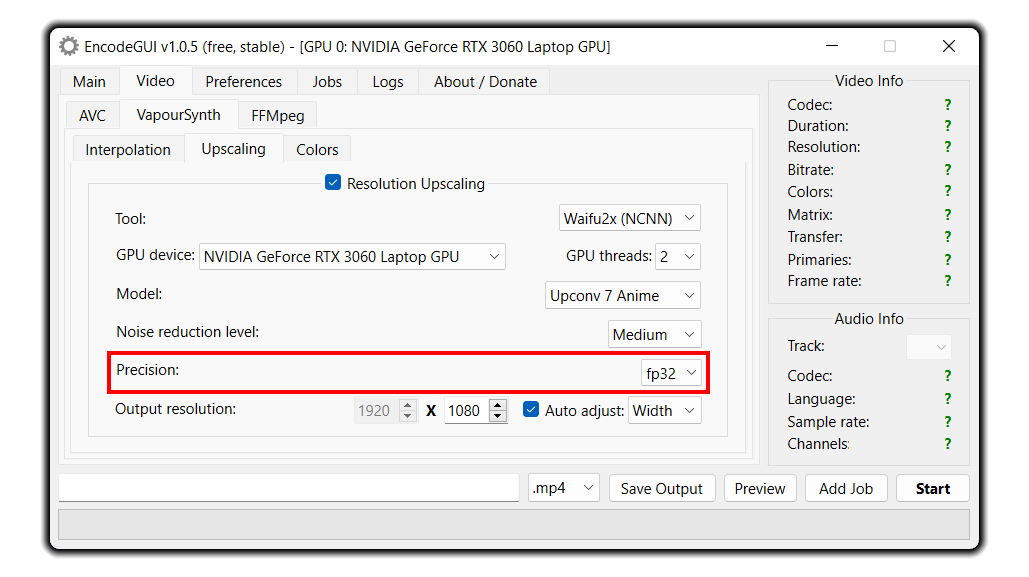 EncodeGUI v1.0.5 (free, stable) - [GPU 0: NVIDIA GeForce RTX 3060 Laptop GPU]
Main Video Preferences Jobs Logs About / Donate
AVC VapourSynth FFMpeg
Interpolation Upscaling Colors
Resolution Upscaling
Tool: Waifu2x (NCNN)
GPU device: NVIDIA GeForce RTX 3060 Laptop GPU GPU threads: 2
Model: Upconv 7 Anime
Noise reduction level: Medium
Precision: fp32
Output resolution: 1920 X 1080 Auto adjust: Width
Video Info
Codec: ?
Duration: ?
Resolution: ?
Bitrate: ?
Colors: ?
Matrix: ?
Transfer: ?
Primaries: ?
Frame rate: ?
Audio Info
Track:
Codec: ?
Language: ?
Sample rate: ?
Channels: ?
.mp4 Save Output Preview Add Job Start